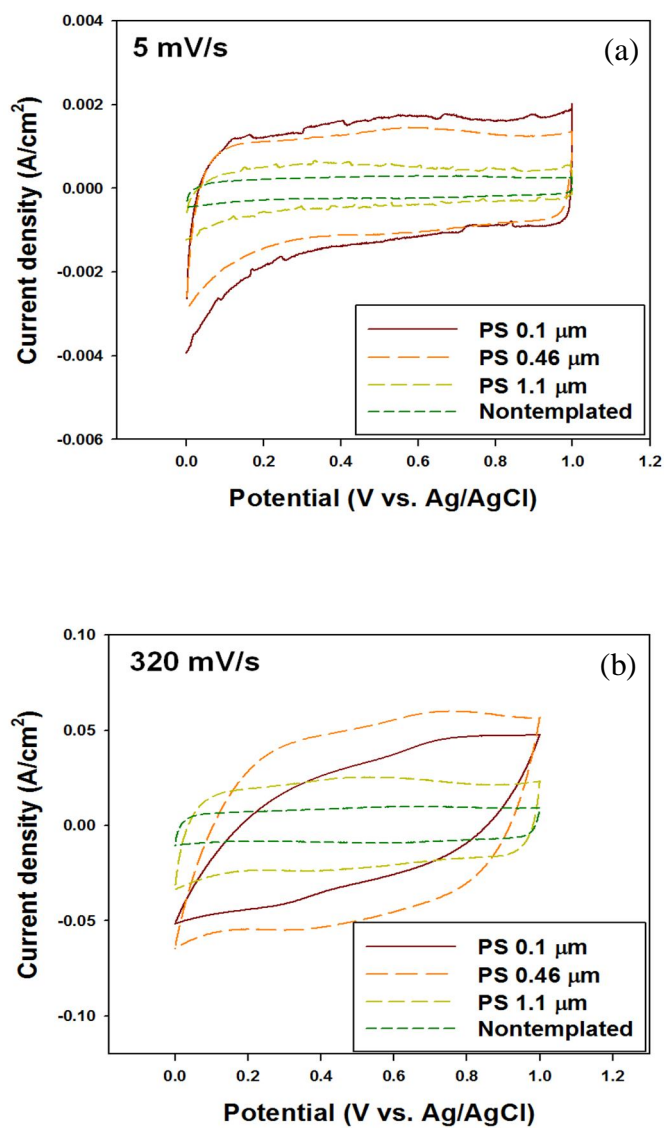 5 mV/s
(a)
0.004
0.002
0.000
-0.002
-0.004
-0.006
Current density (A/cm²)
PS 0.1 μm
PS 0.46 μm
PS 1.1 μm
Nontemplated
0.0 0.2 0.4 0.6 0.8 1.0 1.2
Potential (V vs. Ag/AgCl)
320 mV/s
(b)
0.10
0.05
0.00
-0.05
-0.10
Current density (A/cm²)
PS 0.1 μm
PS 0.46 μm
PS 1.1 μm
Nontemplated
0.0 0.2 0.4 0.6 0.8 1.0 1.2
Potential (V vs. Ag/AgCl)